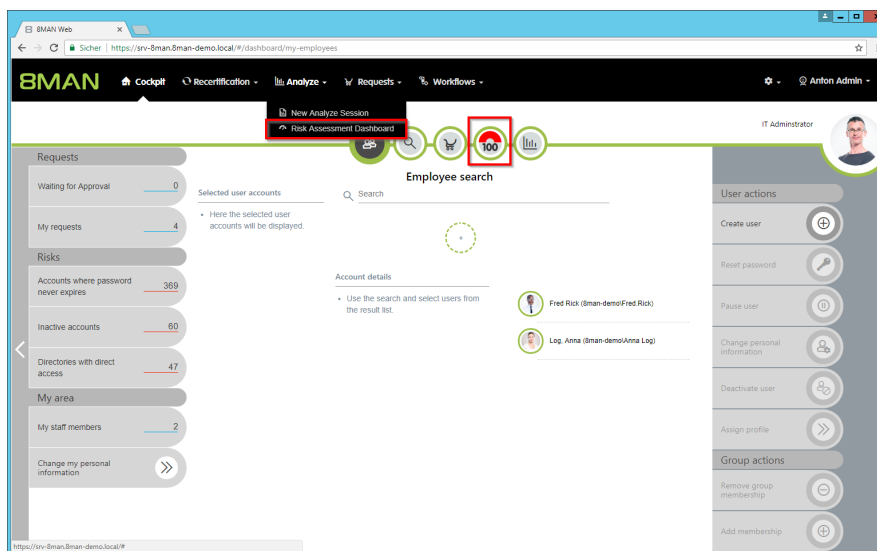 8MAN Web
Sicher | https://srv-8man.8man-demo.local/#/dashboard/my-employees
8MAN
Cockpit
Recertification
Analyze
Requests
Workflows
Anton Admin
New Analyze Session
Risk Assessment Dashboard
IT Adminstrator
100
Employee search
Requests
Waiting for Approval 0
My requests 4
Risks
Accounts where password
never expires 369
Inactive accounts 60
Directories with direct
access 47
My area
My staff members 2
Change my personal
information
Selected user accounts
• Here the selected user
accounts will be displayed.
Search
Account details
• Use the search and select users from
the result list.
Fred Rick (8man-demo\Fred.Rick)
Log, Anna (8man-demo\Anna Log)
User actions
Create user
Reset password
Pause user
Change personal
information
Deactivate user
Assign profile
Group actions
Remove group
membership
Add membership
https://srv-8man.8man-demo.local/#